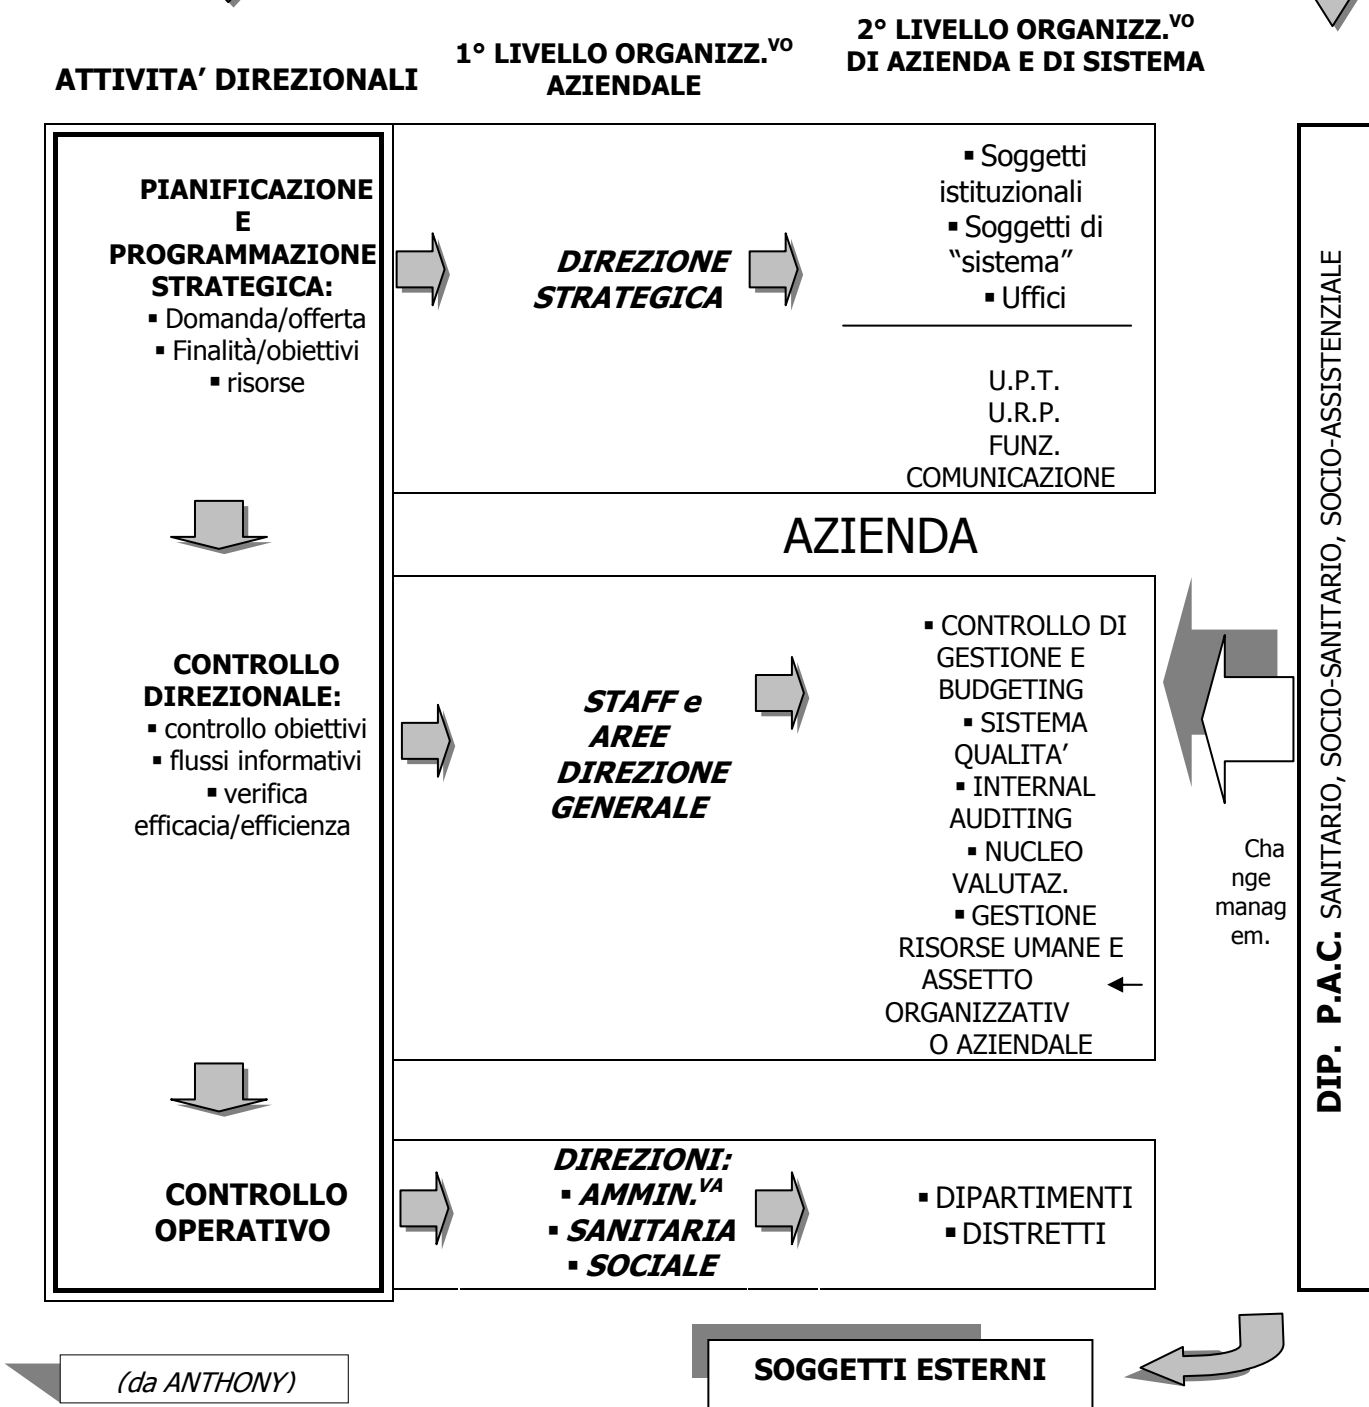 ATTIVITA’ DIREZIONALI
1° LIVELLO ORGANIZZ.VO
AZIENDALE
2° LIVELLO ORGANIZZ.VO
DI AZIENDA E DI SISTEMA
PIANIFICAZIONE
E
PROGRAMMAZIONE
STRATEGICA:
▪ Domanda/offerta
▪ Finalità/obiettivi
▪ risorse
DIREZIONE
STRATEGICA
▪ Soggetti
istituzionali
▪ Soggetti di
“sistema”
▪ Uffici
U.P.T.
U.R.P.
FUNZ.
COMUNICAZIONE
AZIENDA
CONTROLLO
DIREZIONALE:
▪ controllo obiettivi
▪ flussi informativi
▪ verifica
efficacia/efficienza
STAFF e
AREE
DIREZIONE
GENERALE
▪ CONTROLLO DI
GESTIONE E
BUDGETING
▪ SISTEMA
QUALITA’
▪ INTERNAL
AUDITING
▪ NUCLEO
VALUTAZ.
▪ GESTIONE
RISORSE UMANE E
ASSETTO
ORGANIZZATIV
O AZIENDALE
Cha
nge
manag
em.
DIP. P.A.C. SANITARIO, SOCIO-SANITARIO, SOCIO-ASSISTENZIALE
CONTROLLO
OPERATIVO
DIREZIONI:
▪ AMMIN.VA
▪ SANITARIA
▪ SOCIALE
▪ DIPARTIMENTI
▪ DISTRETTI
(da ANTHONY)
SOGGETTI ESTERNI